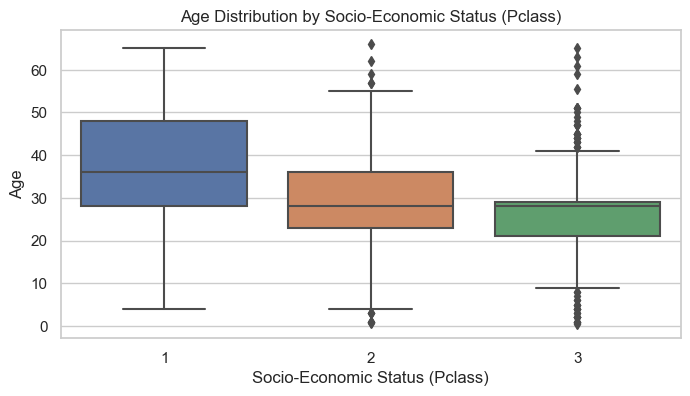 Age Distribution by Socio-Economic Status (Pclass)
60
50
40
30
20
10
0
Age
1 2 3
Socio-Economic Status (Pclass)